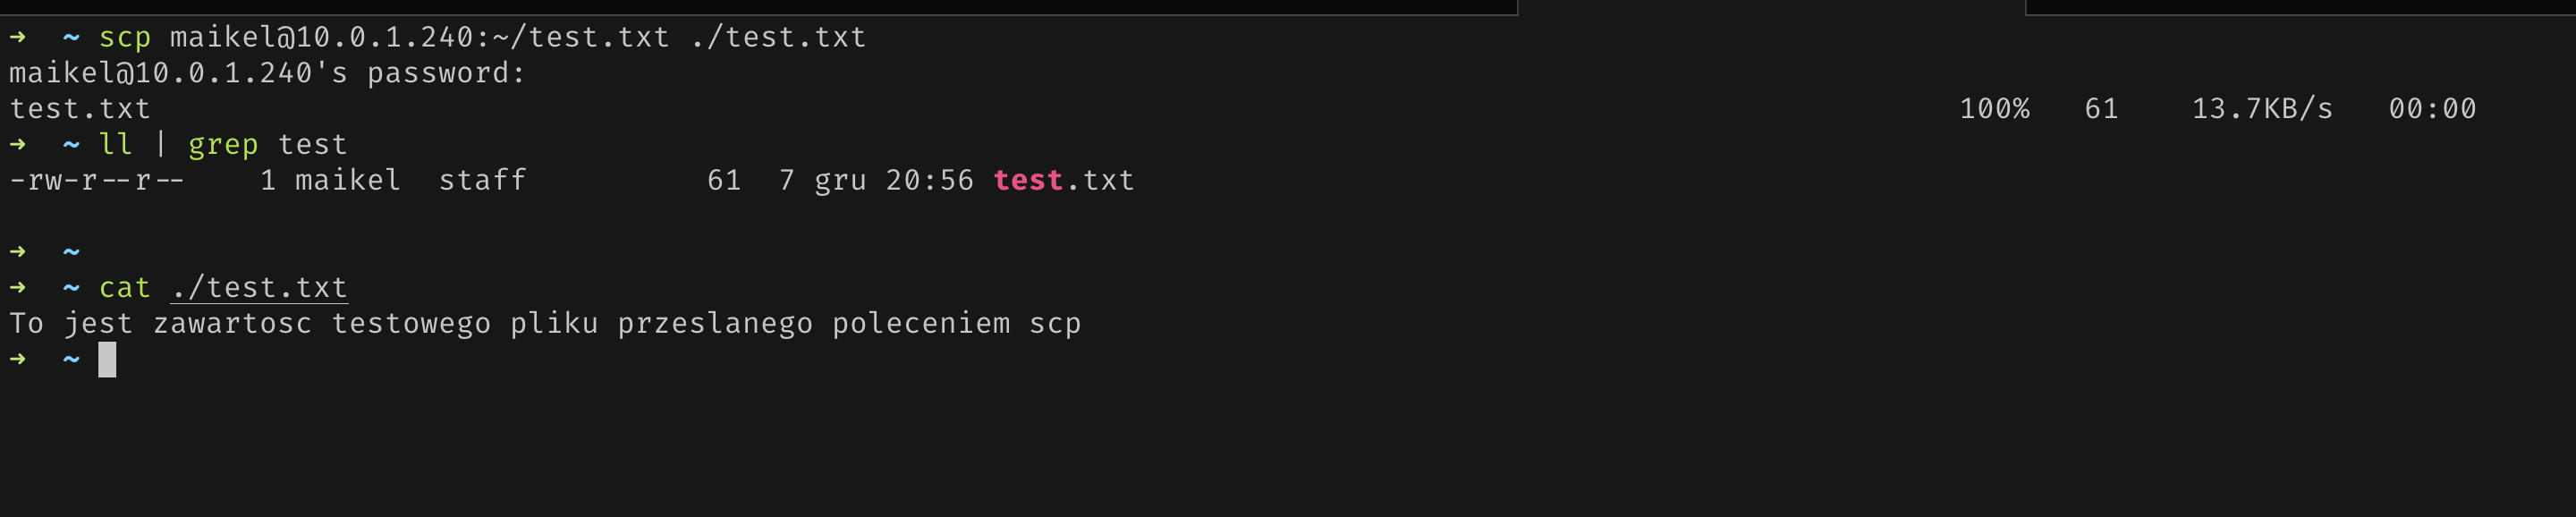 ➜  ~ scp maikel@10.0.1.240:~/test.txt ./test.txt
maikel@10.0.1.240's password:
test.txt 100% 61 13.7KB/s 00:00
➜  ~ ll | grep test
-rw-r--r--    1 maikel  staff          61  7 gru 20:56 test.txt
➜  ~
➜  ~ cat ./test.txt
To jest zawartosc testowego pliku przeslanego poleceniem scp
➜  ~